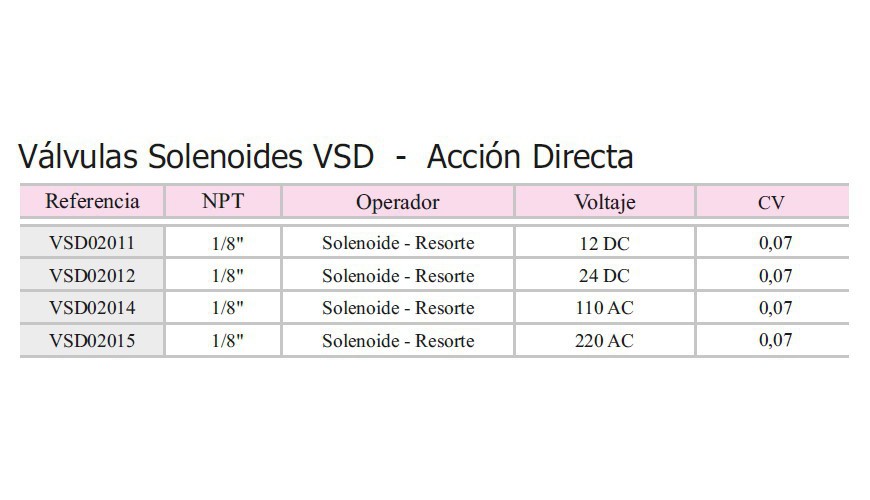 Válvulas Solenoides VSD - Acción Directa
Referencia NPT Operador Voltaje CV
VSD02011 1/8" Solenoide - Resorte 12 DC 0,07
VSD02012 1/8" Solenoide - Resorte 24 DC 0,07
VSD02014 1/8" Solenoide - Resorte 110 AC 0,07
VSD02015 1/8" Solenoide - Resorte 220 AC 0,07